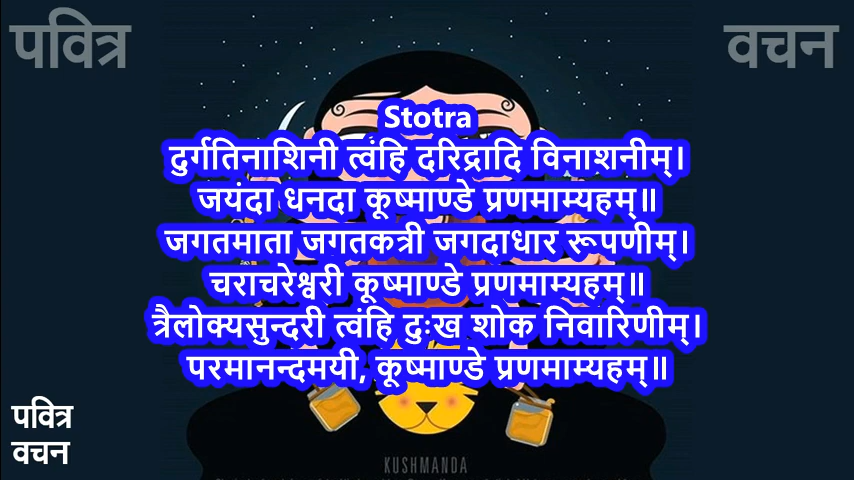 पवित्र वचन
Stotra
दुर्गतिनाशिनी त्वंहि दरिद्रादि विनाशनीम्।
जयंदा धनदा कूष्माण्डे प्रणमाम्यहम्॥
जगतमाता जगतकत्री जगदाधार रूपणीम्।
चराचरेश्वरी कूष्माण्डे प्रणमाम्यहम्॥
त्रैलोक्यसुन्दरी त्वंहि दुःख शोक निवारिणीम्।
परमानन्दमयी, कूष्माण्डे प्रणमाम्यहम्॥
पवित्र
वचन
KUSHMANDA